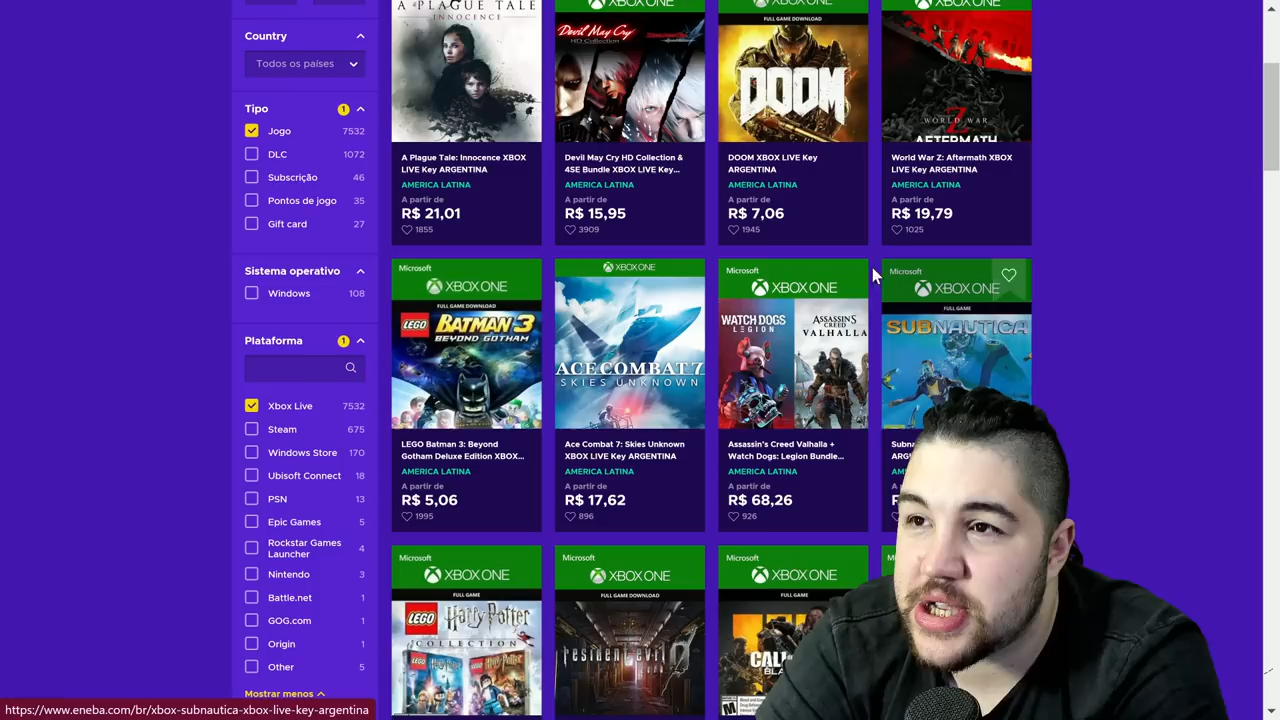 Country
Todos os países
Tipo
1
Jogo 7532
DLC 1072
Subscrição 46
Pontos de jogo 35
Gift card 27
Sistema operativo
Windows 108
Plataforma
1
Xbox Live 7532
Steam 675
Windows Store 170
Ubisoft Connect 18
PSN 13
Epic Games 5
Rockstar Games
Launcher 4
Nintendo 3
Battle.net 1
GOG.com 1
Origin 1
Other 5
Mostrar menos
https://www.eneba.com/br/xbox-subnautica-xbox-live-key-argentina
A PLAGUE TALE
INNOCENCE
A Plague Tale: Innocence XBOX
LIVE Key ARGENTINA
AMÉRICA LATINA
A partir de
R$ 21,01
1855
XBOX ONE
Devil May Cry
HD Collection
Devil May Cry HD Collection &
4SE Bundle XBOX LIVE Key...
AMÉRICA LATINA
A partir de
R$ 15,95
3909
XBOX ONE
FULL GAME DOWNLOAD
DOOM
DOOM XBOX LIVE Key
ARGENTINA
AMÉRICA LATINA
A partir de
R$ 7,06
1945
XBOX ONE
WORLD WAR
Z
AFTERMATH
World War Z: Aftermath XBOX
LIVE Key ARGENTINA
AMÉRICA LATINA
A partir de
R$ 19,79
1025
Microsoft
XBOX ONE
FULL GAME DOWNLOAD
LEGO BATMAN 3
BEYOND GOTHAM
LEGO Batman 3: Beyond
Gotham Deluxe Edition XBOX...
AMÉRICA LATINA
A partir de
R$ 5,06
1995
XBOX ONE
ACE COMBAT 7
SKIES UNKNOWN
Ace Combat 7: Skies Unknown
XBOX LIVE Key ARGENTINA
AMÉRICA LATINA
A partir de
R$ 17,62
896
Microsoft
XBOX ONE
WATCH DOGS
LEGION
ASSASSIN'S
CREED
VALHALLA
Assassin's Creed Valhalla +
Watch Dogs: Legion Bundle...
AMÉRICA LATINA
A partir de
R$ 68,26
926
Microsoft
XBOX ONE
FULL GAME
SUBNAUTICA
Microsoft
XBOX ONE
FULL GAME
LEGO Harry Potter
COLLECTION
Microsoft
XBOX ONE
FULL GAME DOWNLOAD
resident evil
Microsoft
XBOX ONE
FULL GAME
CALL
BLA